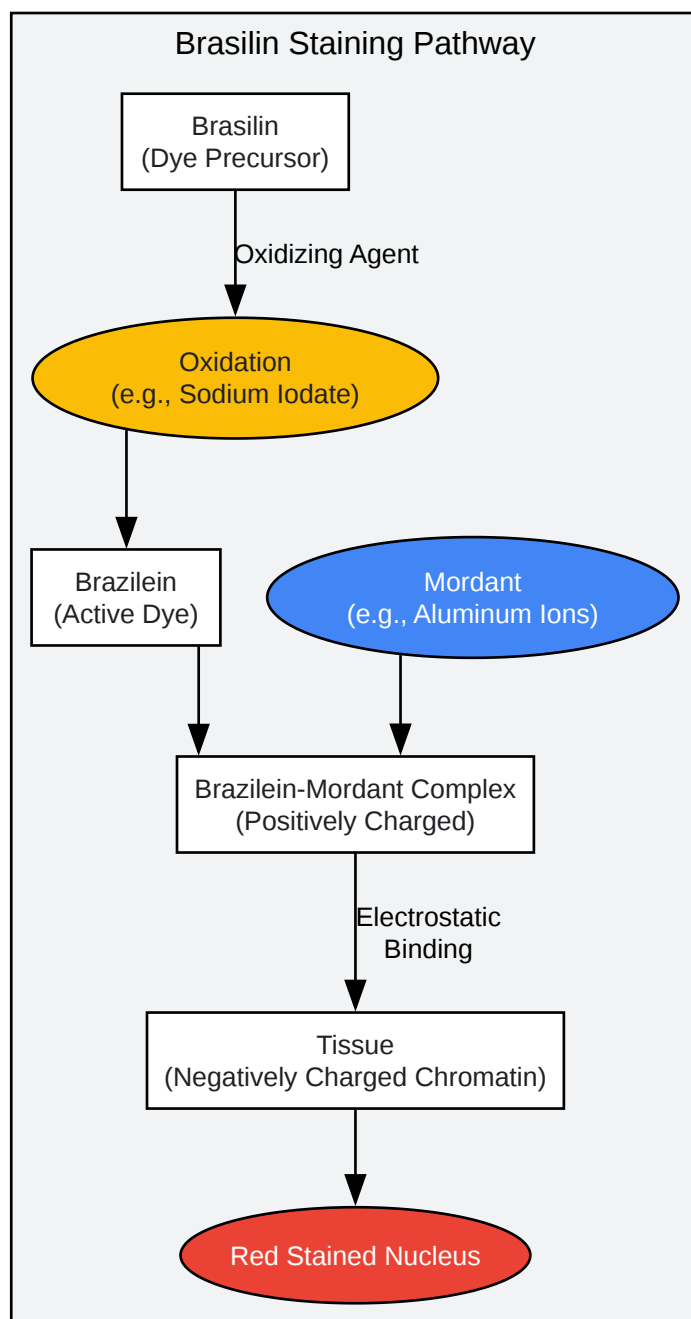 Brasilin Staining Pathway
Brasilin
(Dye Precursor)
Oxidizing Agent
Oxidation
(e.g., Sodium Iodate)
Brazilein
(Active Dye)
Mordant
(e.g., Aluminum Ions)
Brazilein-Mordant Complex
(Positively Charged)
Electrostatic
Binding
Tissue
(Negatively Charged Chromatin)
Red Stained Nucleus